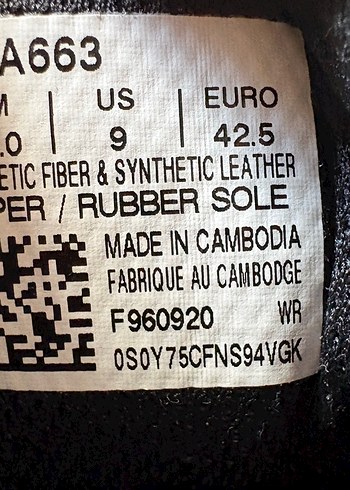 A663
M | US | EURO
.0 | 9 | 42.5
ETIC FIBER & SYNTHETIC LEATHER
PER / RUBBER SOLE
MADE IN CAMBODIA
FABRIQUE AU CAMBODGE
F960920 WR
0S0Y75CFNS94VGK